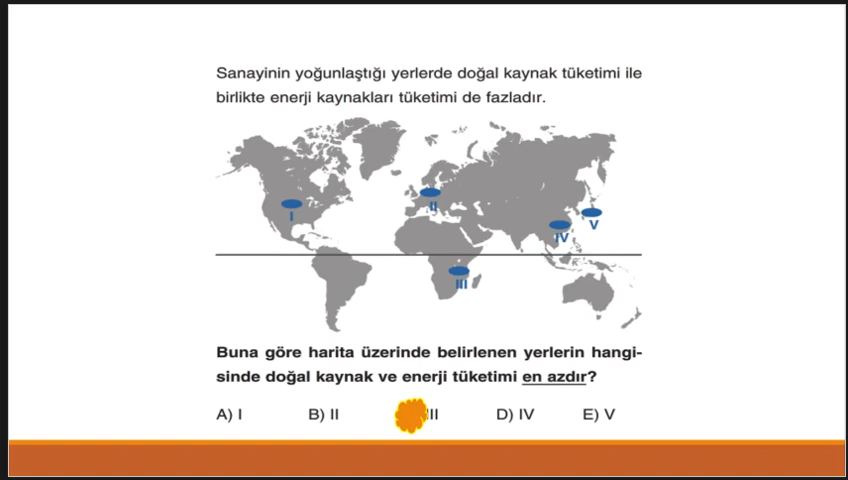 Sanayinin yoğunlaştığı yerlerde doğal kaynak tüketimi ile
birlikte enerji kaynakları tüketimi de fazladır.
I
II
III
IV
V
Buna göre harita üzerinde belirlenen yerlerin hangi-
sinde doğal kaynak ve enerji tüketimi en azdır?
A) I B) II II D) IV E) V